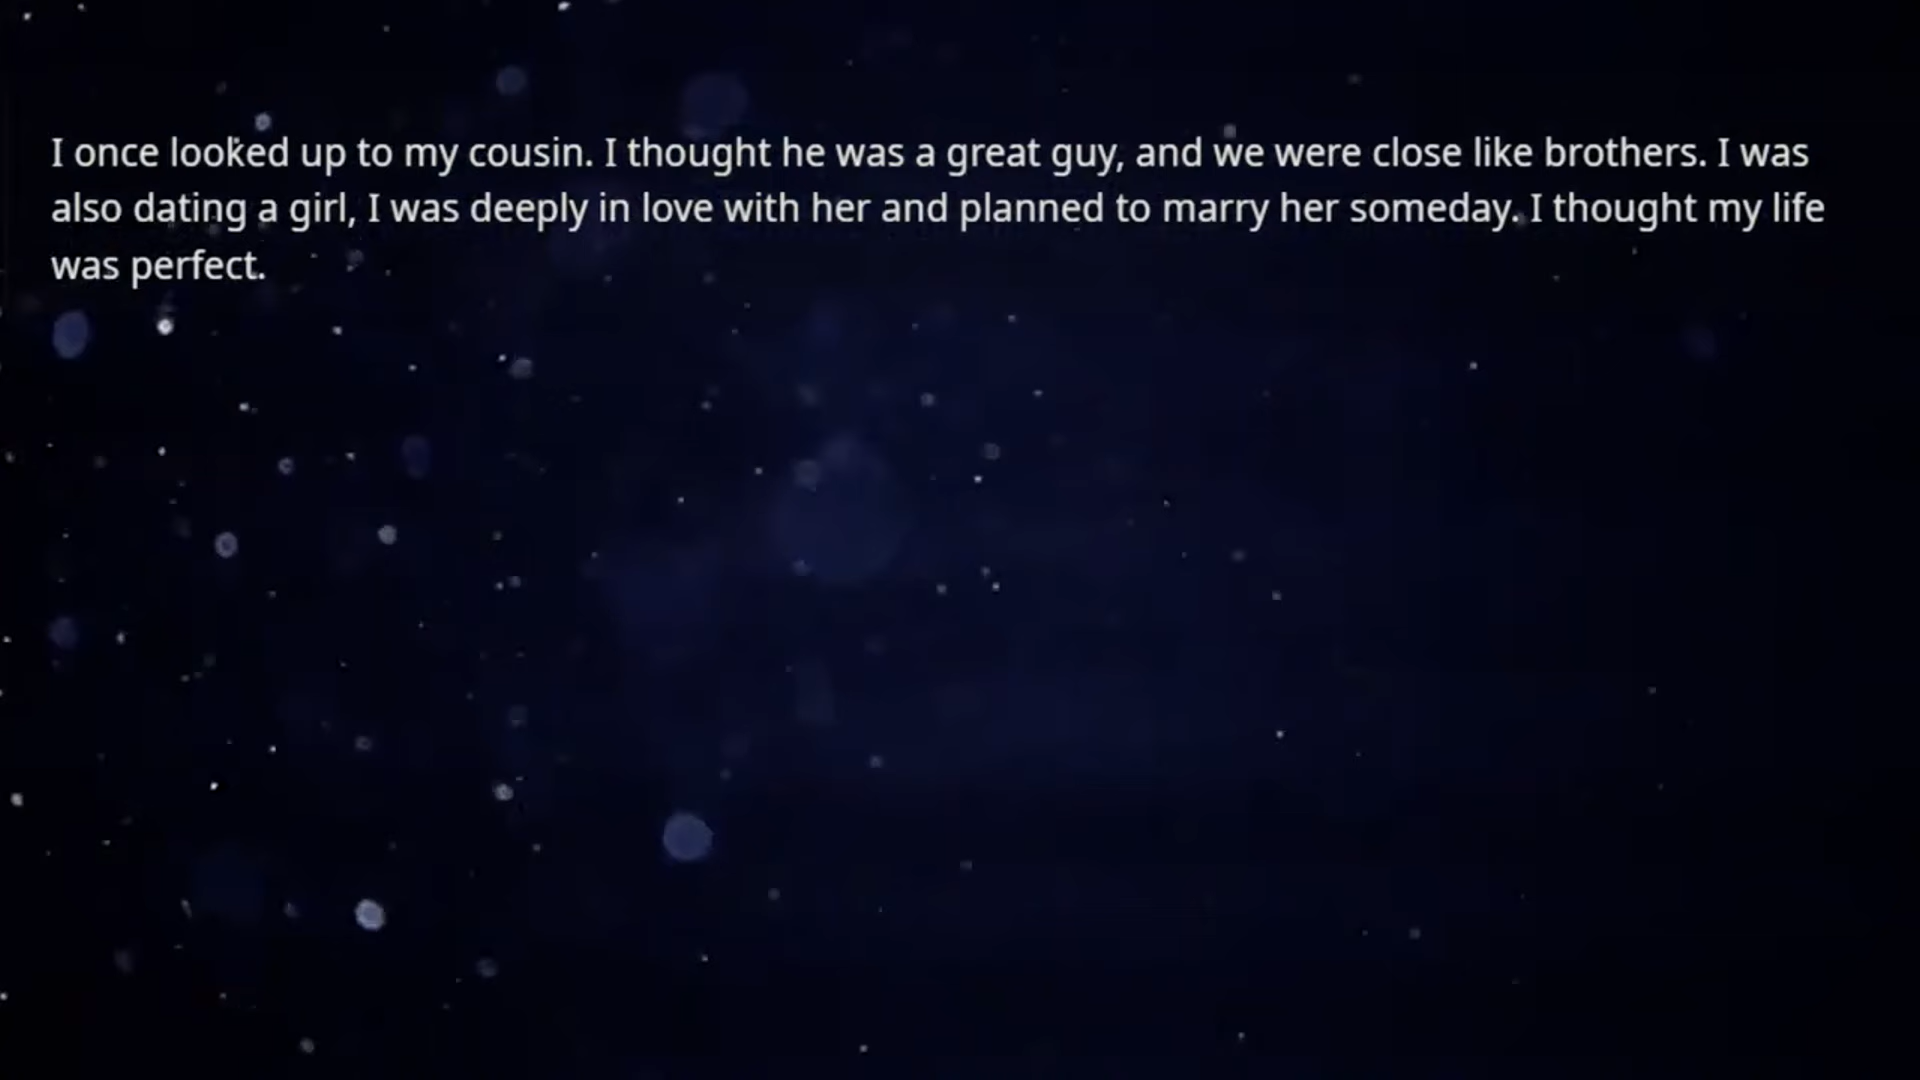 I once looked up to my cousin. I thought he was a great guy, and we were close like brothers. I was
also dating a girl, I was deeply in love with her and planned to marry her someday. I thought my life
was perfect.